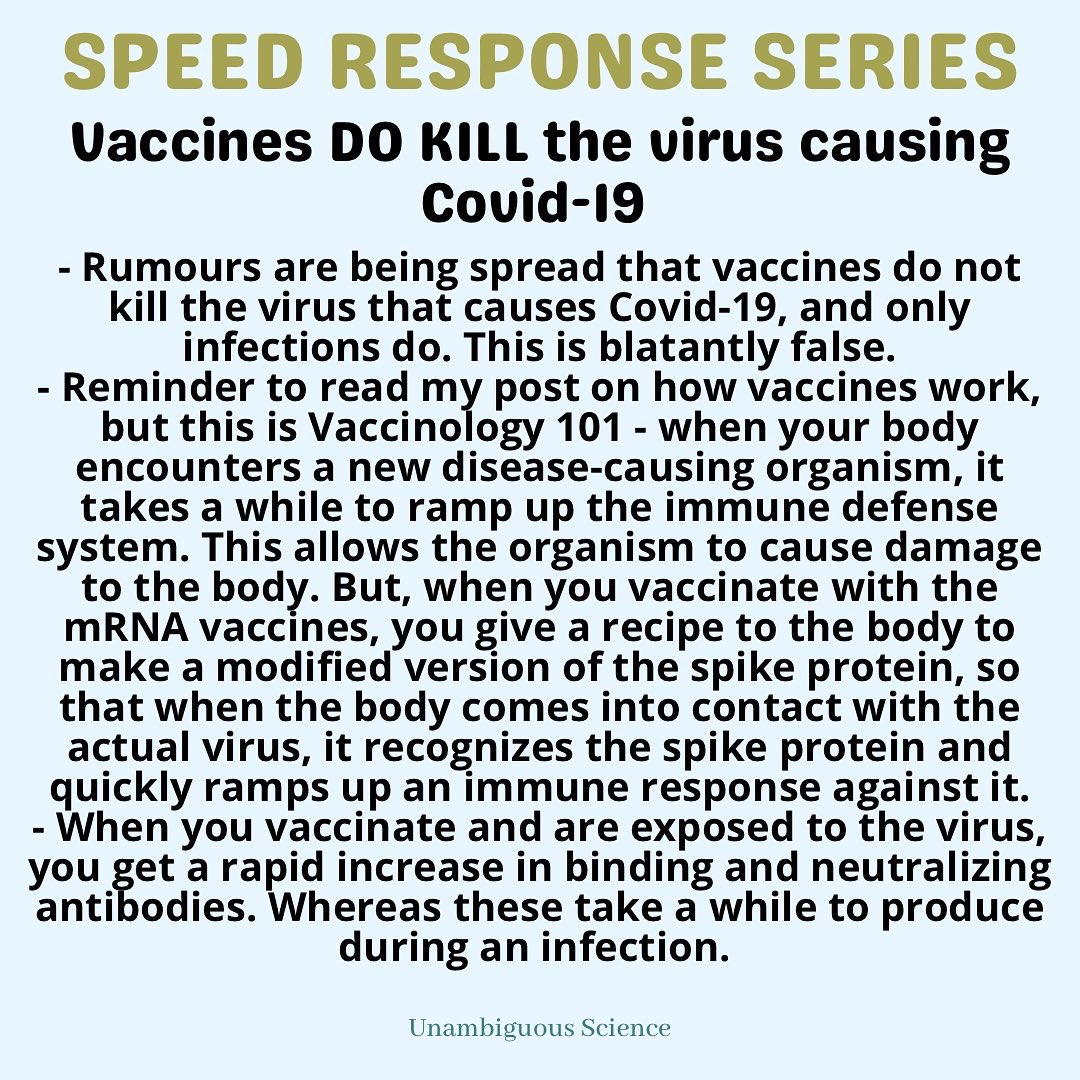 SPEED RESPONSE SERIES
Vaccines DO KILL the virus causing
Covid-19
- Rumours are being spread that vaccines do not
kill the virus that causes Covid-19, and only
infections do. This is blatantly false.
- Reminder to read my post on how vaccines work,
but this is Vaccinology 101 - when your body
encounters a new disease-causing organism, it
takes a while to ramp up the immune defense
system. This allows the organism to cause damage
to the body. But, when you vaccinate with the
mRNA vaccines, you give a recipe to the body to
make a modified version of the spike protein, so
that when the body comes into contact with the
actual virus, it recognizes the spike protein and
quickly ramps up an immune response against it.
- When you vaccinate and are exposed to the virus,
you get a rapid increase in binding and neutralizing
antibodies. Whereas these take a while to produce
during an infection.
Unambiguous Science